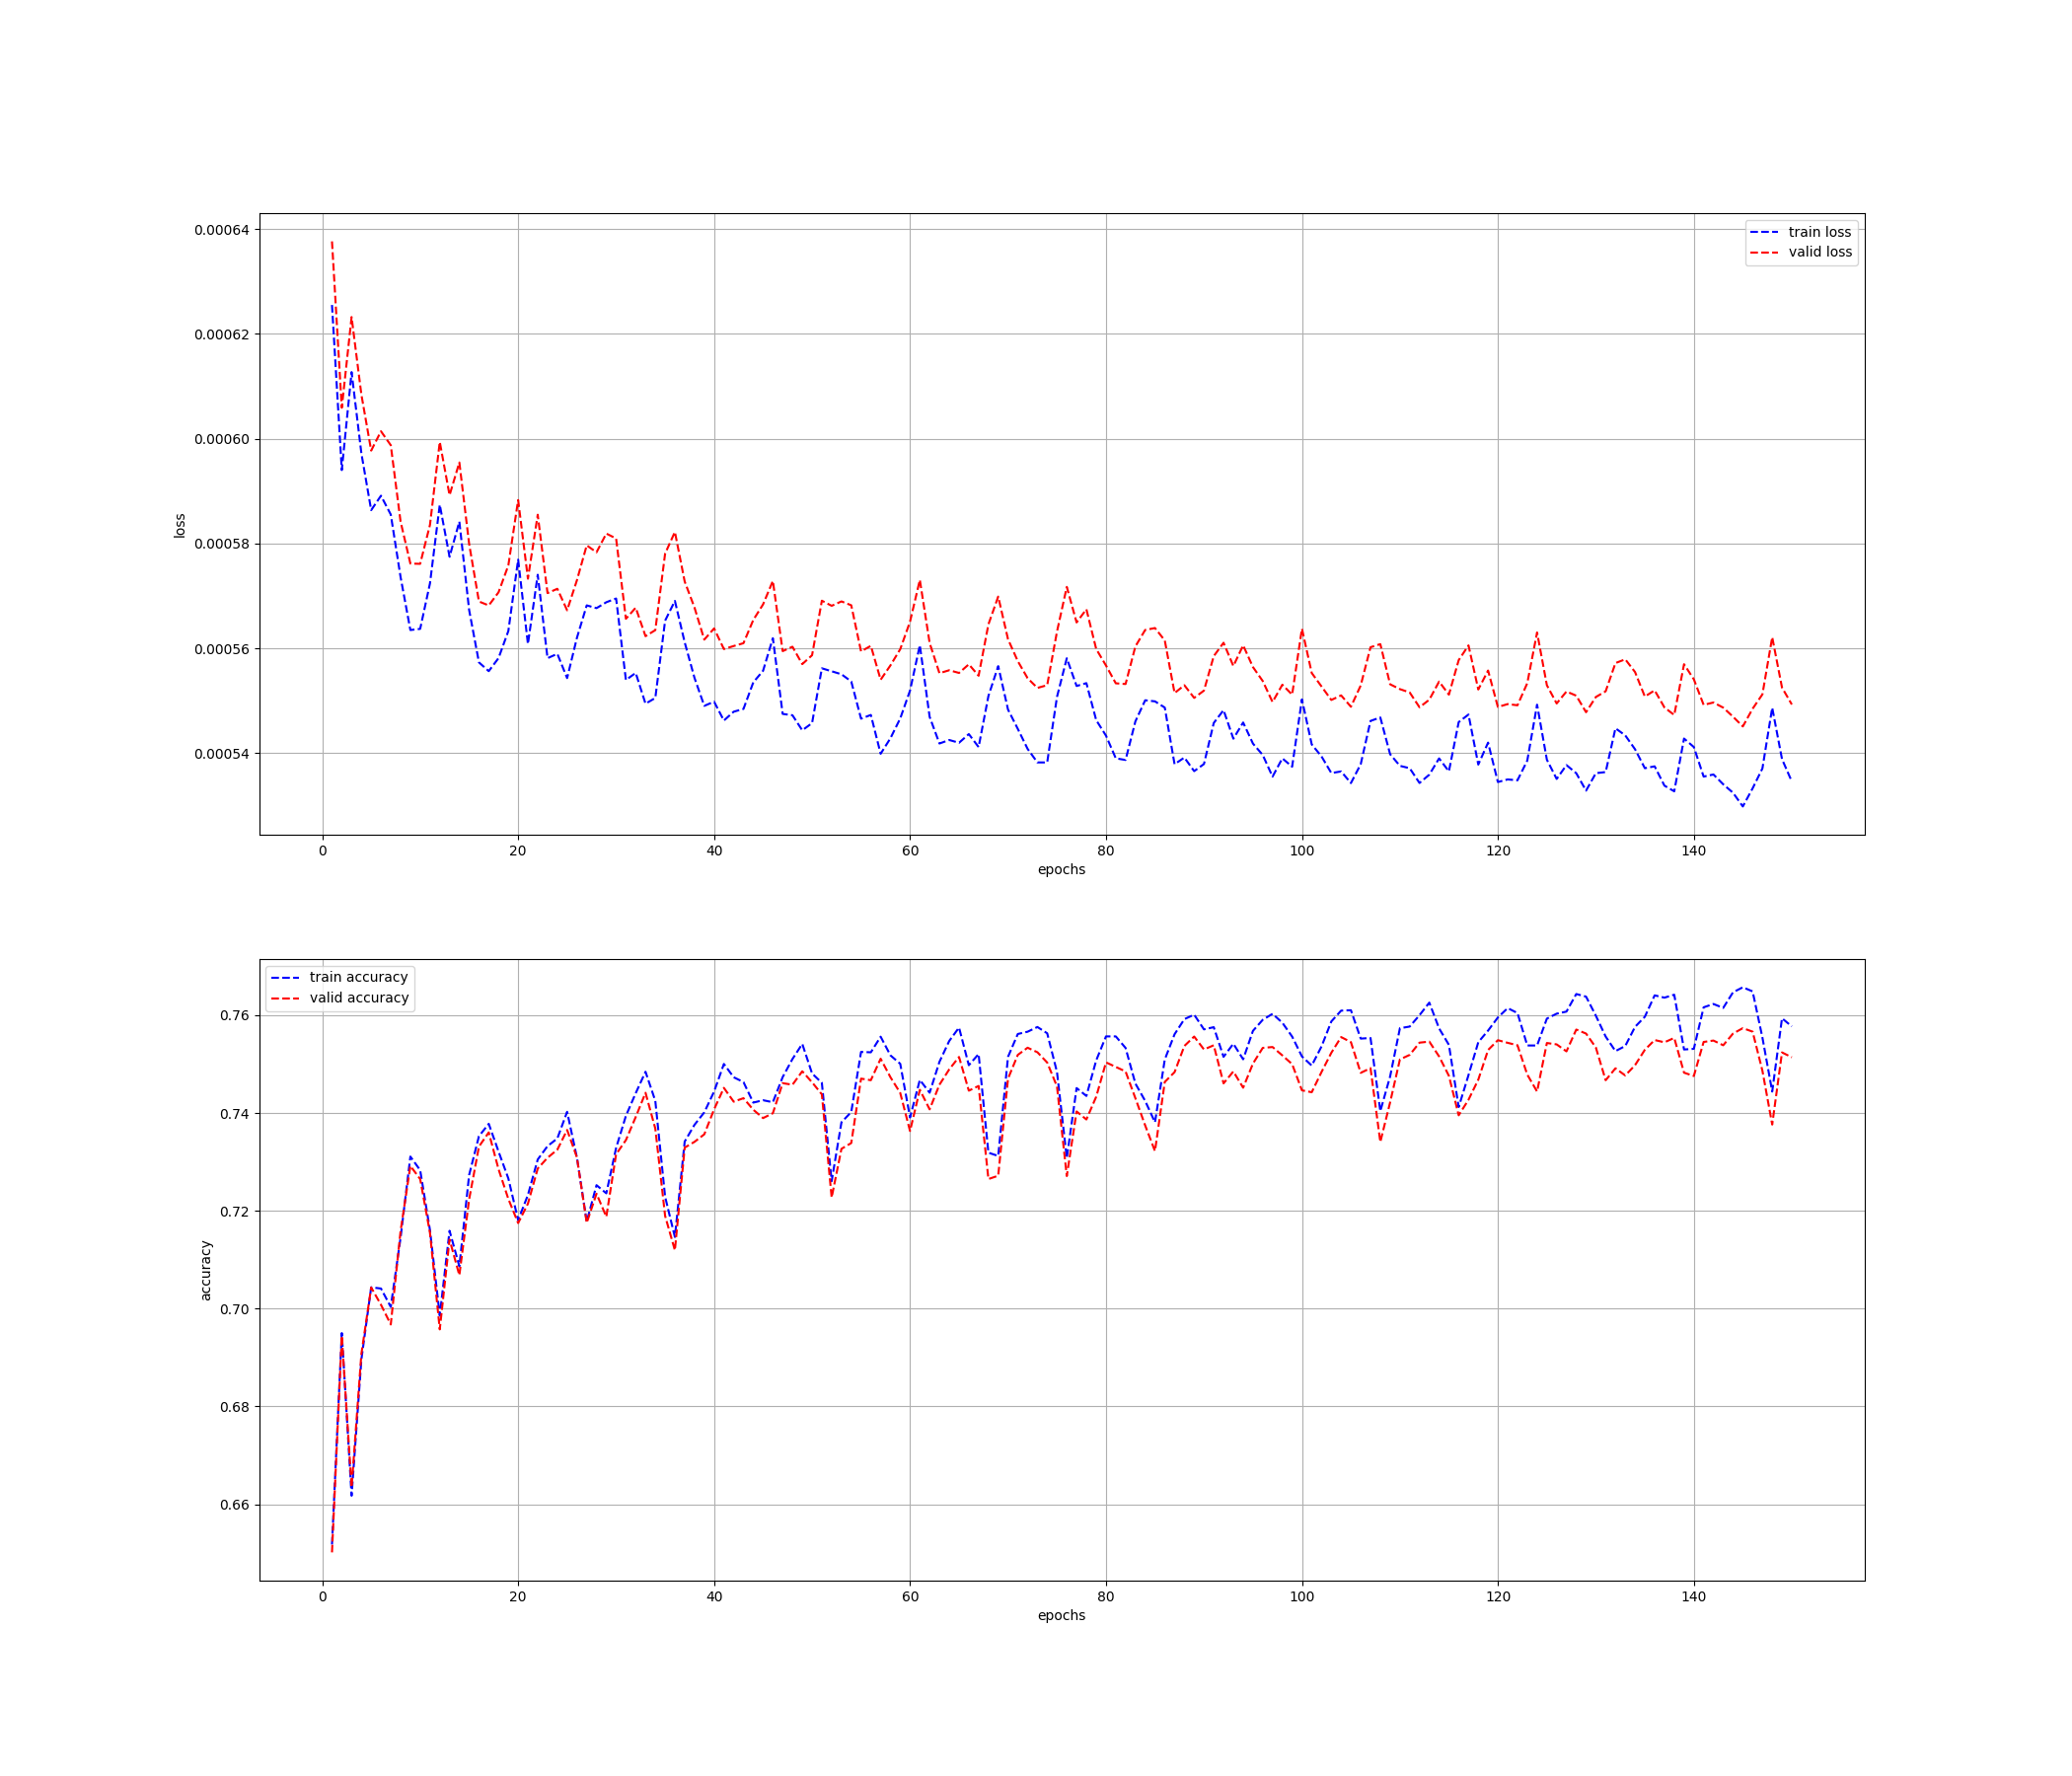 0.00064
0.00062
0.00060
0.00058
0.00056
0.00054
loss
train loss
valid loss
0 20 40 60 80 100 120 140
epochs
train accuracy
valid accuracy
0.76
0.74
0.72
0.70
0.68
0.66
accuracy
0 20 40 60 80 100 120 140
epochs